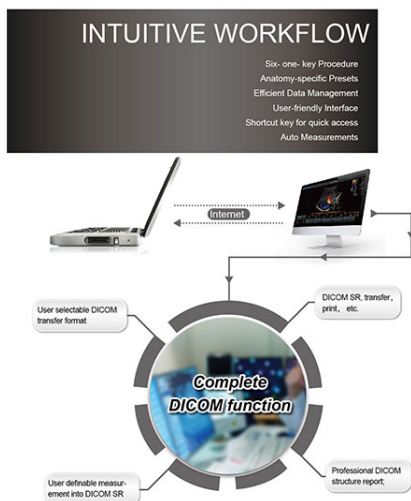 INTUITIVE WORKFLOW
Six- one- key Procedure
Anatomy-specific Presets
Efficient Data Management
User-friendly Interface
Shortcut key for quick access
Auto Measurements
Internet
User selectable DICOM
transfer format
DICOM SR, transfer,
print, etc.
Complete
DICOM function
User definable measur-
ement into DICOM SR
Professional DICOM
structure report;